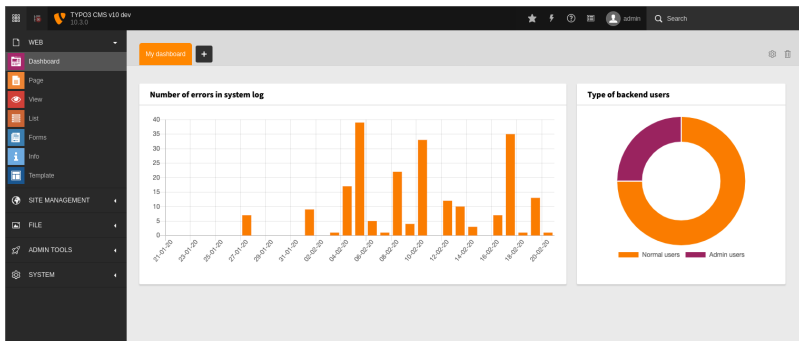 TYPO3 CMS v10 dev
10.3.0
admin
Search
WEB
Dashboard
Page
View
List
Forms
Info
Template
SITE MANAGEMENT
FILE
ADMIN TOOLS
SYSTEM
My dashboard
+
Number of errors in system log
40
35
30
25
20
15
10
5
0
21-01-20
23-01-20
25-01-20
27-01-20
29-01-20
31-01-20
02-02-20
04-02-20
06-02-20
08-02-20
10-02-20
12-02-20
14-02-20
16-02-20
18-02-20
20-02-20
Type of backend users
Normal users
Admin users